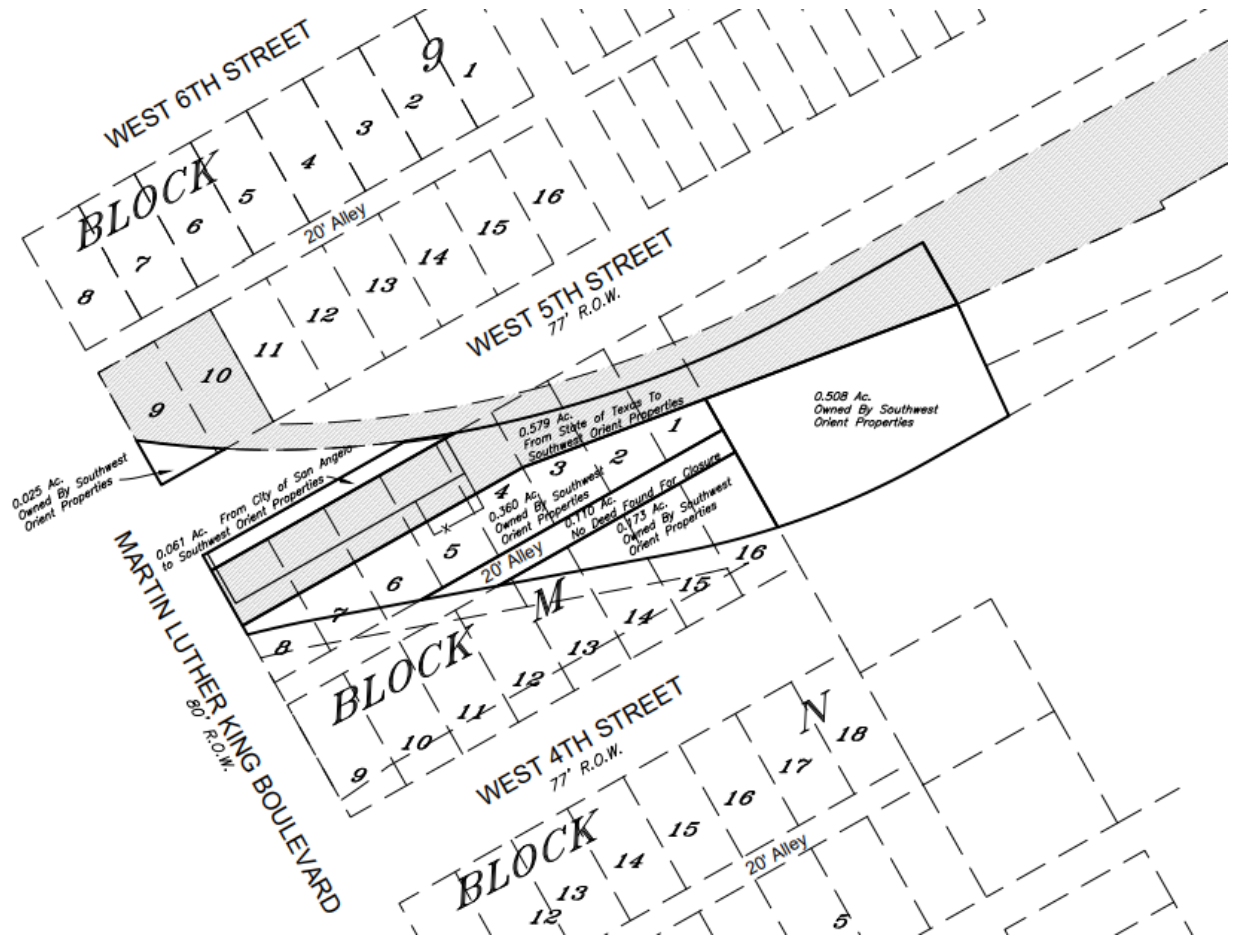 WEST 6TH STREET
9
1
2
3
4
5
6
7
8
BLOCK
20' Alley
16
15
14
13
12
11
10
9
WEST 5TH STREET
77' R.O.W.
0.025 Ac.
Owned By Southwest
Orient Properties
0.061 Ac. From City of San Angelo
to Southwest Orient Properties
0.579 Ac.
From State of Texas To
Southwest Orient Properties
0.508 Ac.
Owned By Southwest
Orient Properties
1
2
3
4
5
6
7
8
0.360 Ac.
Owned By Southwest
Orient Properties
0.110 Ac.
No Deed Found For Closure
0.173 Ac.
Owned By Southwest
Orient Properties
20' Alley
x
M
BLOCK
16
15
14
13
12
11
10
9
MARTIN LUTHER KING BOULEVARD
80' R.O.W.
WEST 4TH STREET
77' R.O.W.
N
BLOCK
18
17
16
15
14
13
12
20' Alley
5